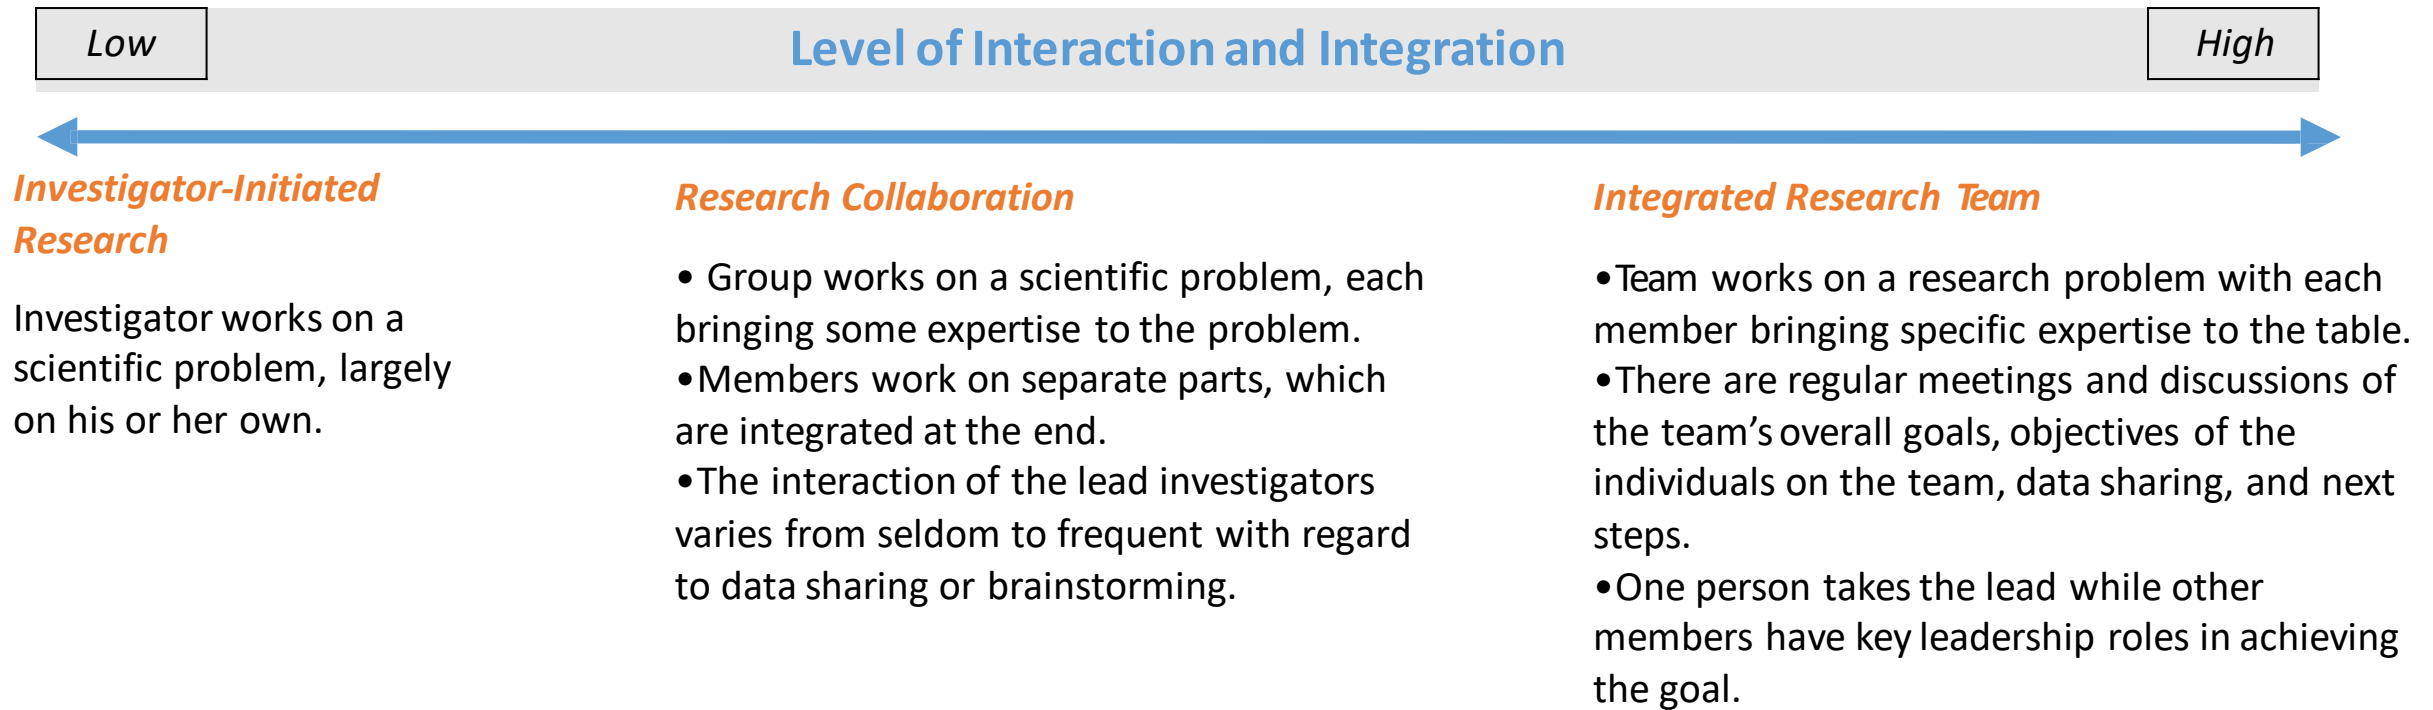 Low
Level of Interaction and Integration
High
Investigator-Initiated
Research
Investigator works on a
scientific problem, largely
on his or her own.
Research Collaboration
• Group works on a scientific problem, each
bringing some expertise to the problem.
•Members work on separate parts, which
are integrated at the end.
•The interaction of the lead investigators
varies from seldom to frequent with regard
to data sharing or brainstorming.
Integrated Research Team
•Team works on a research problem with each
member bringing specific expertise to the table.
•There are regular meetings and discussions of
the team’s overall goals, objectives of the
individuals on the team, data sharing, and next
steps.
•One person takes the lead while other
members have key leadership roles in achieving
the goal.